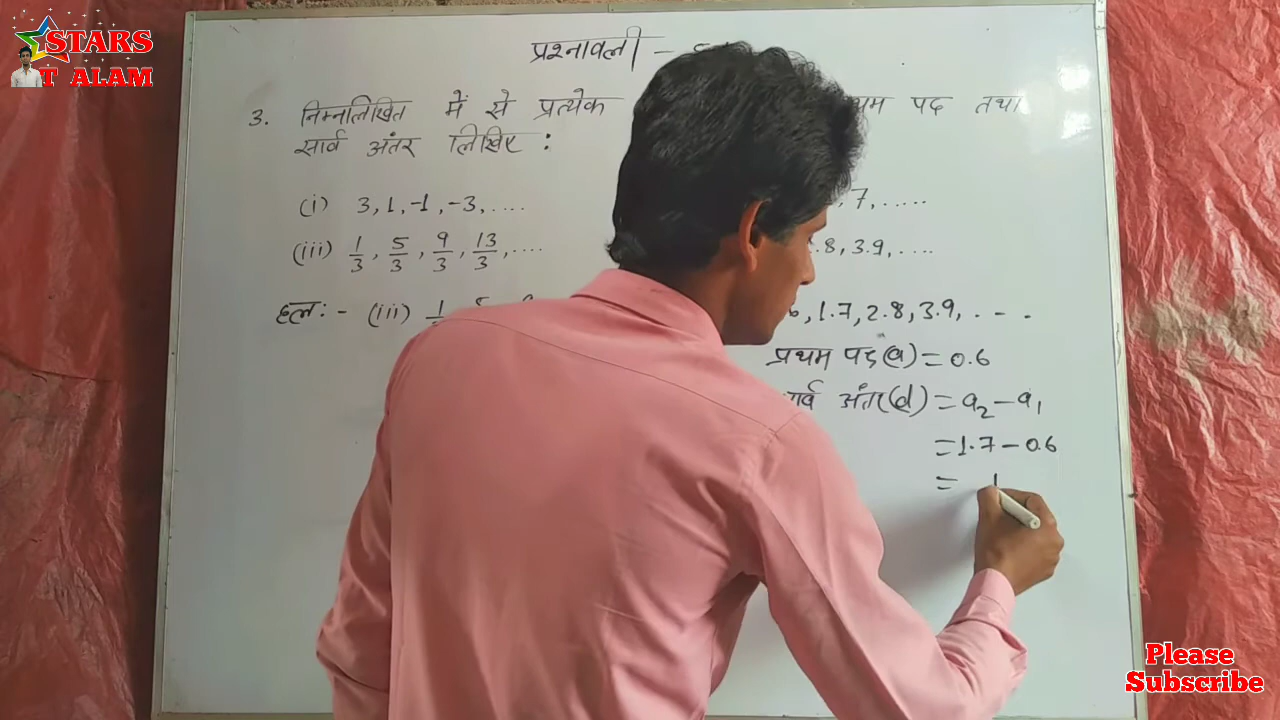 STARS
T ALAM
प्रश्नावली -
3. निम्नलिखित में से प्रत्येक पद तथा
सार्व अंतर लिखिए :
(i) 3, 1, -1, -3, .... , 7, .....
(iii) 1/3, 5/3, 9/3, 13/3, .... .8, 3.9, ....
हल: - (iii) , 1.7, 2.8, 3.9, . - - .
प्रथम पद (a) = 0.6
अंतर (d) = a₂ - a₁
= 1.7 - 0.6
= 1
Please
Subscribe